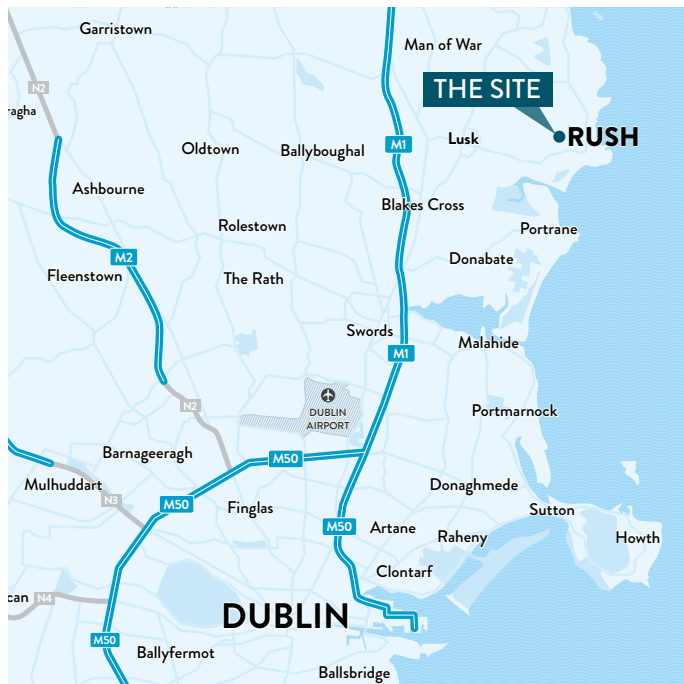 Garristown
Man of War
N2
THE SITE
ragha
Lusk
RUSH
M1
Oldtown
Ballyboughal
Ashbourne
Blakes Cross
Rolestown
Portrane
M2
Donabate
Fleenstown
The Rath
Swords
Malahide
M1
N2
DUBLIN
AIRPORT
Portmarnock
Barnageeragh
M50
Mulhuddart
Donaghmede
N3
M50
Finglas
Sutton
M50
Artane
Raheny
Howth
Clontarf
can
N4
DUBLIN
M50
Ballyfermot
Ballsbridge